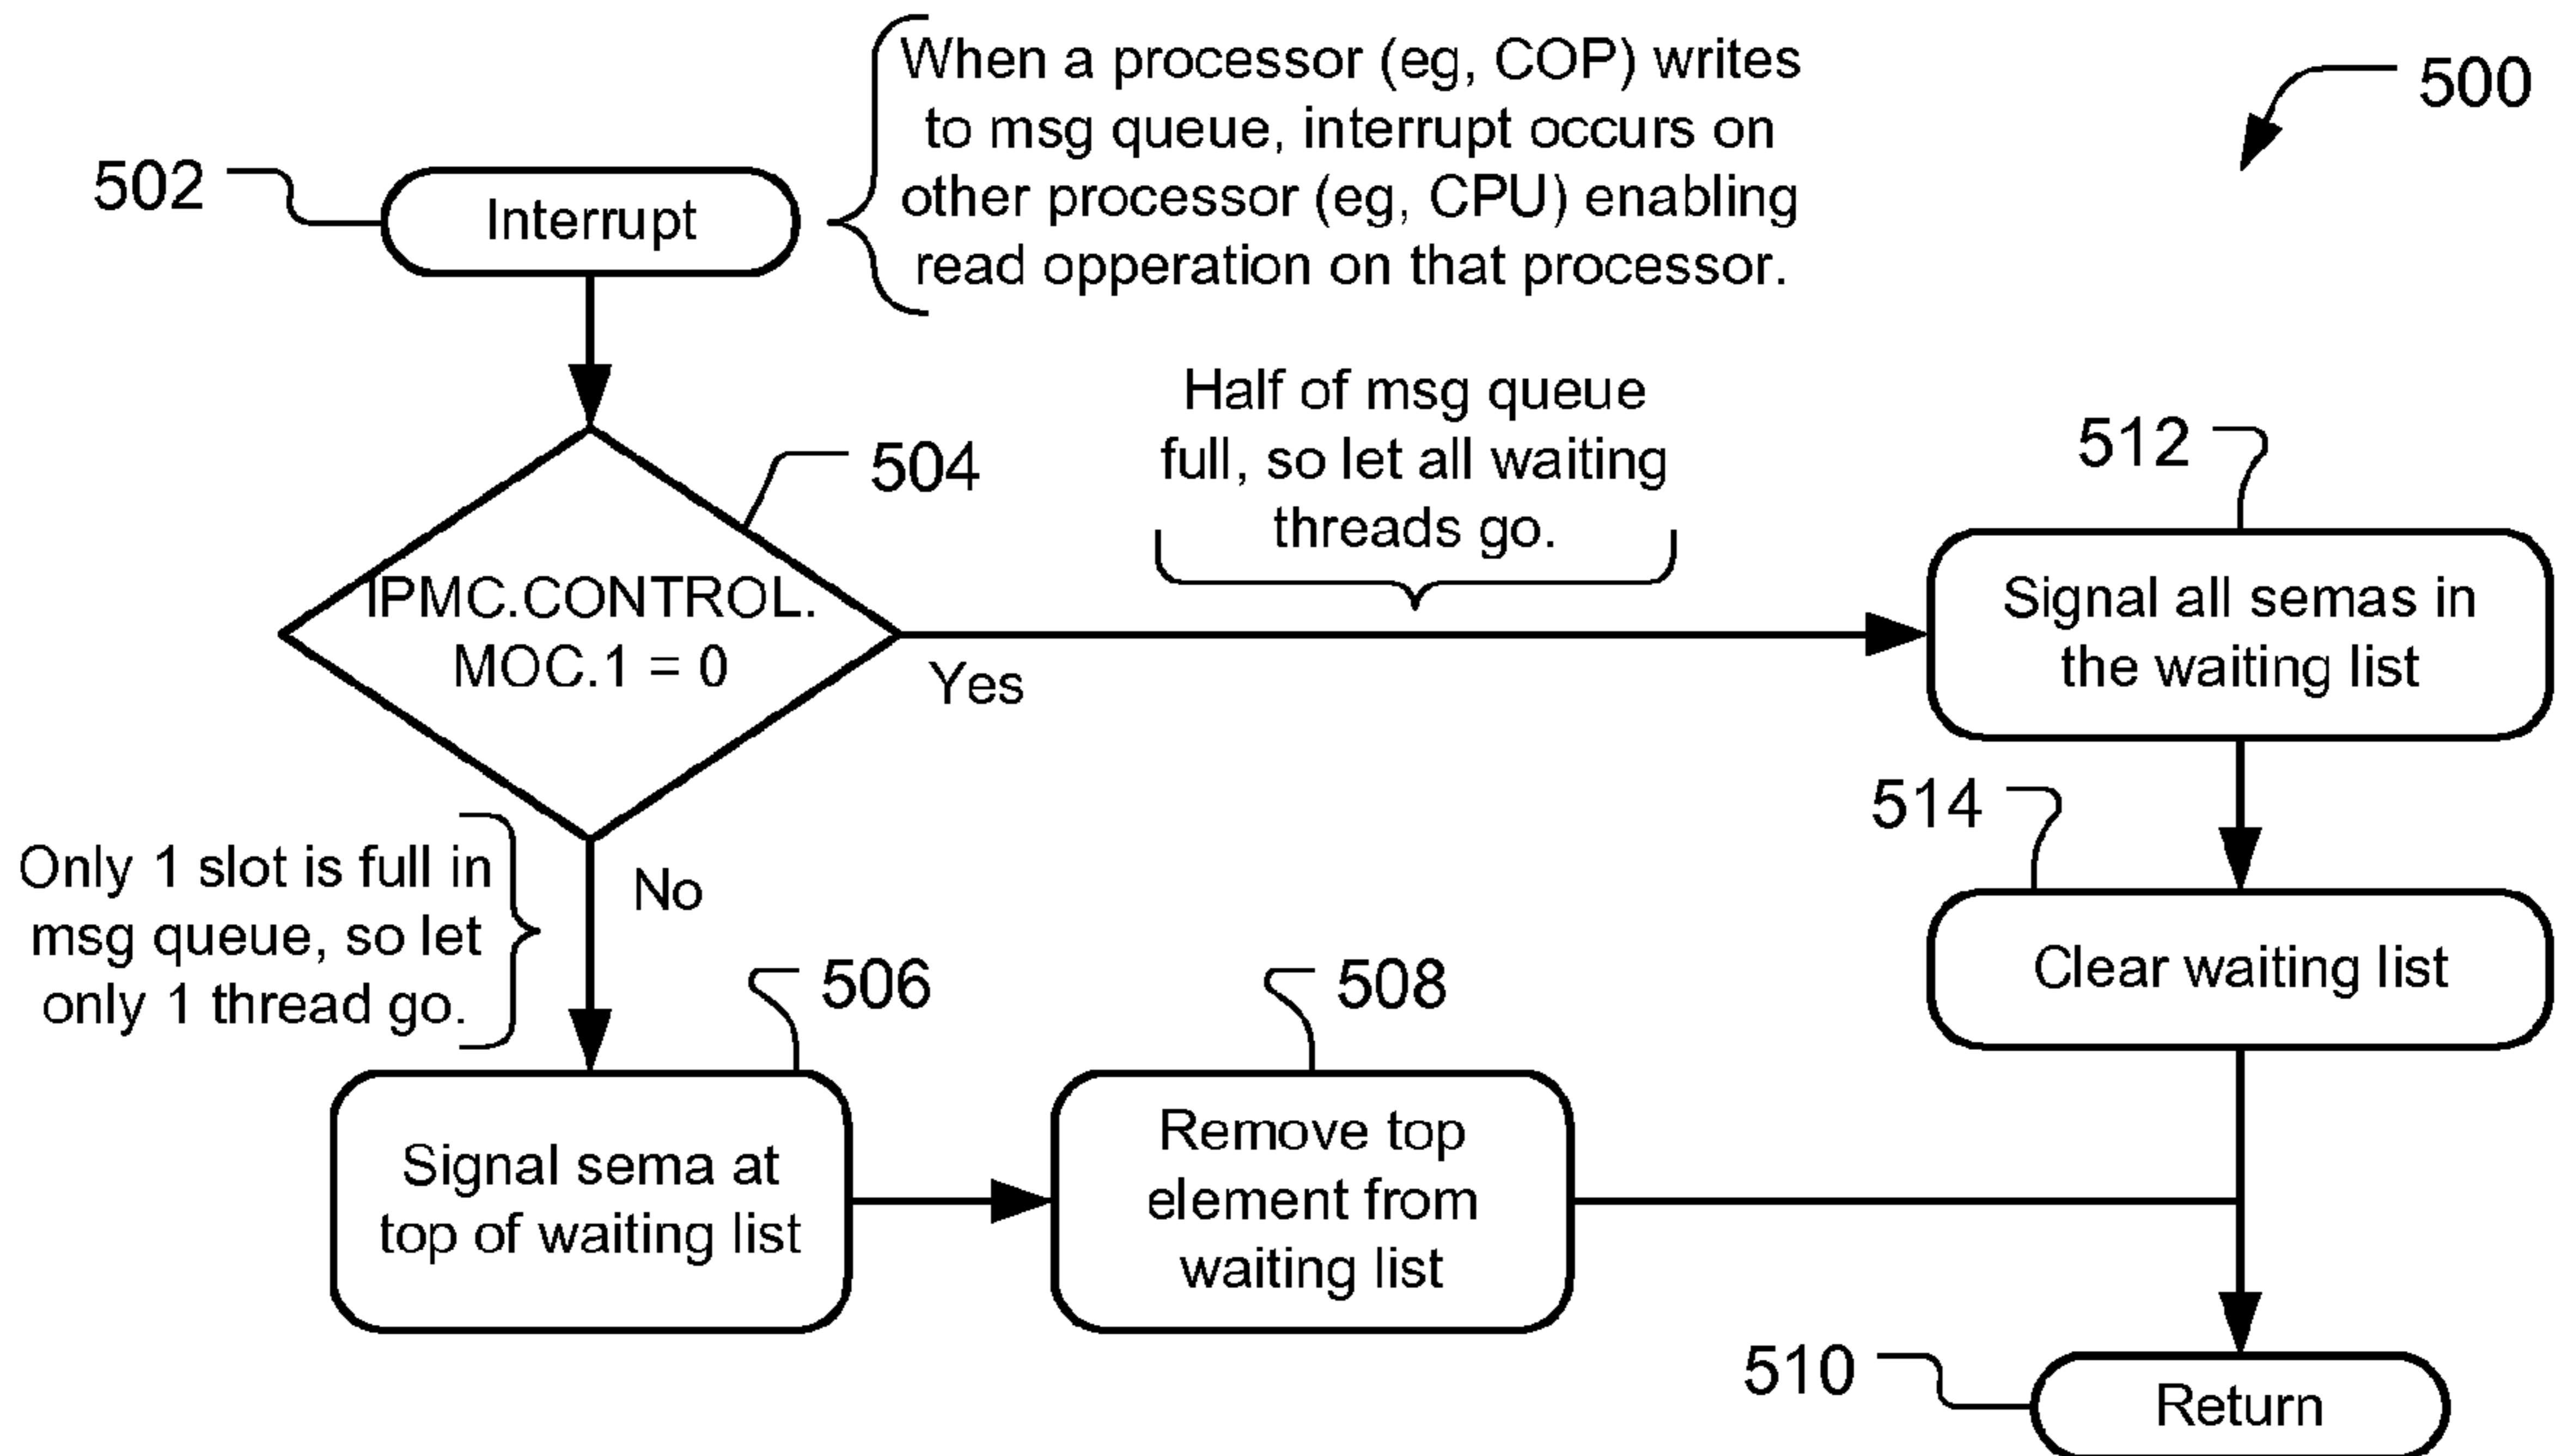 When a processor (eg, COP) writes
to msg queue, interrupt occurs on
other processor (eg, CPU) enabling
read opperation on that processor.
500
502
Interrupt
504
IPMC.CONTROL.
MOC.1 = 0
Yes
Half of msg queue
full, so let all waiting
threads go.
512
Signal all semas in
the waiting list
514
Clear waiting list
No
Only 1 slot is full in
msg queue, so let
only 1 thread go.
506
Signal sema at
top of waiting list
508
Remove top
element from
waiting list
510
Return